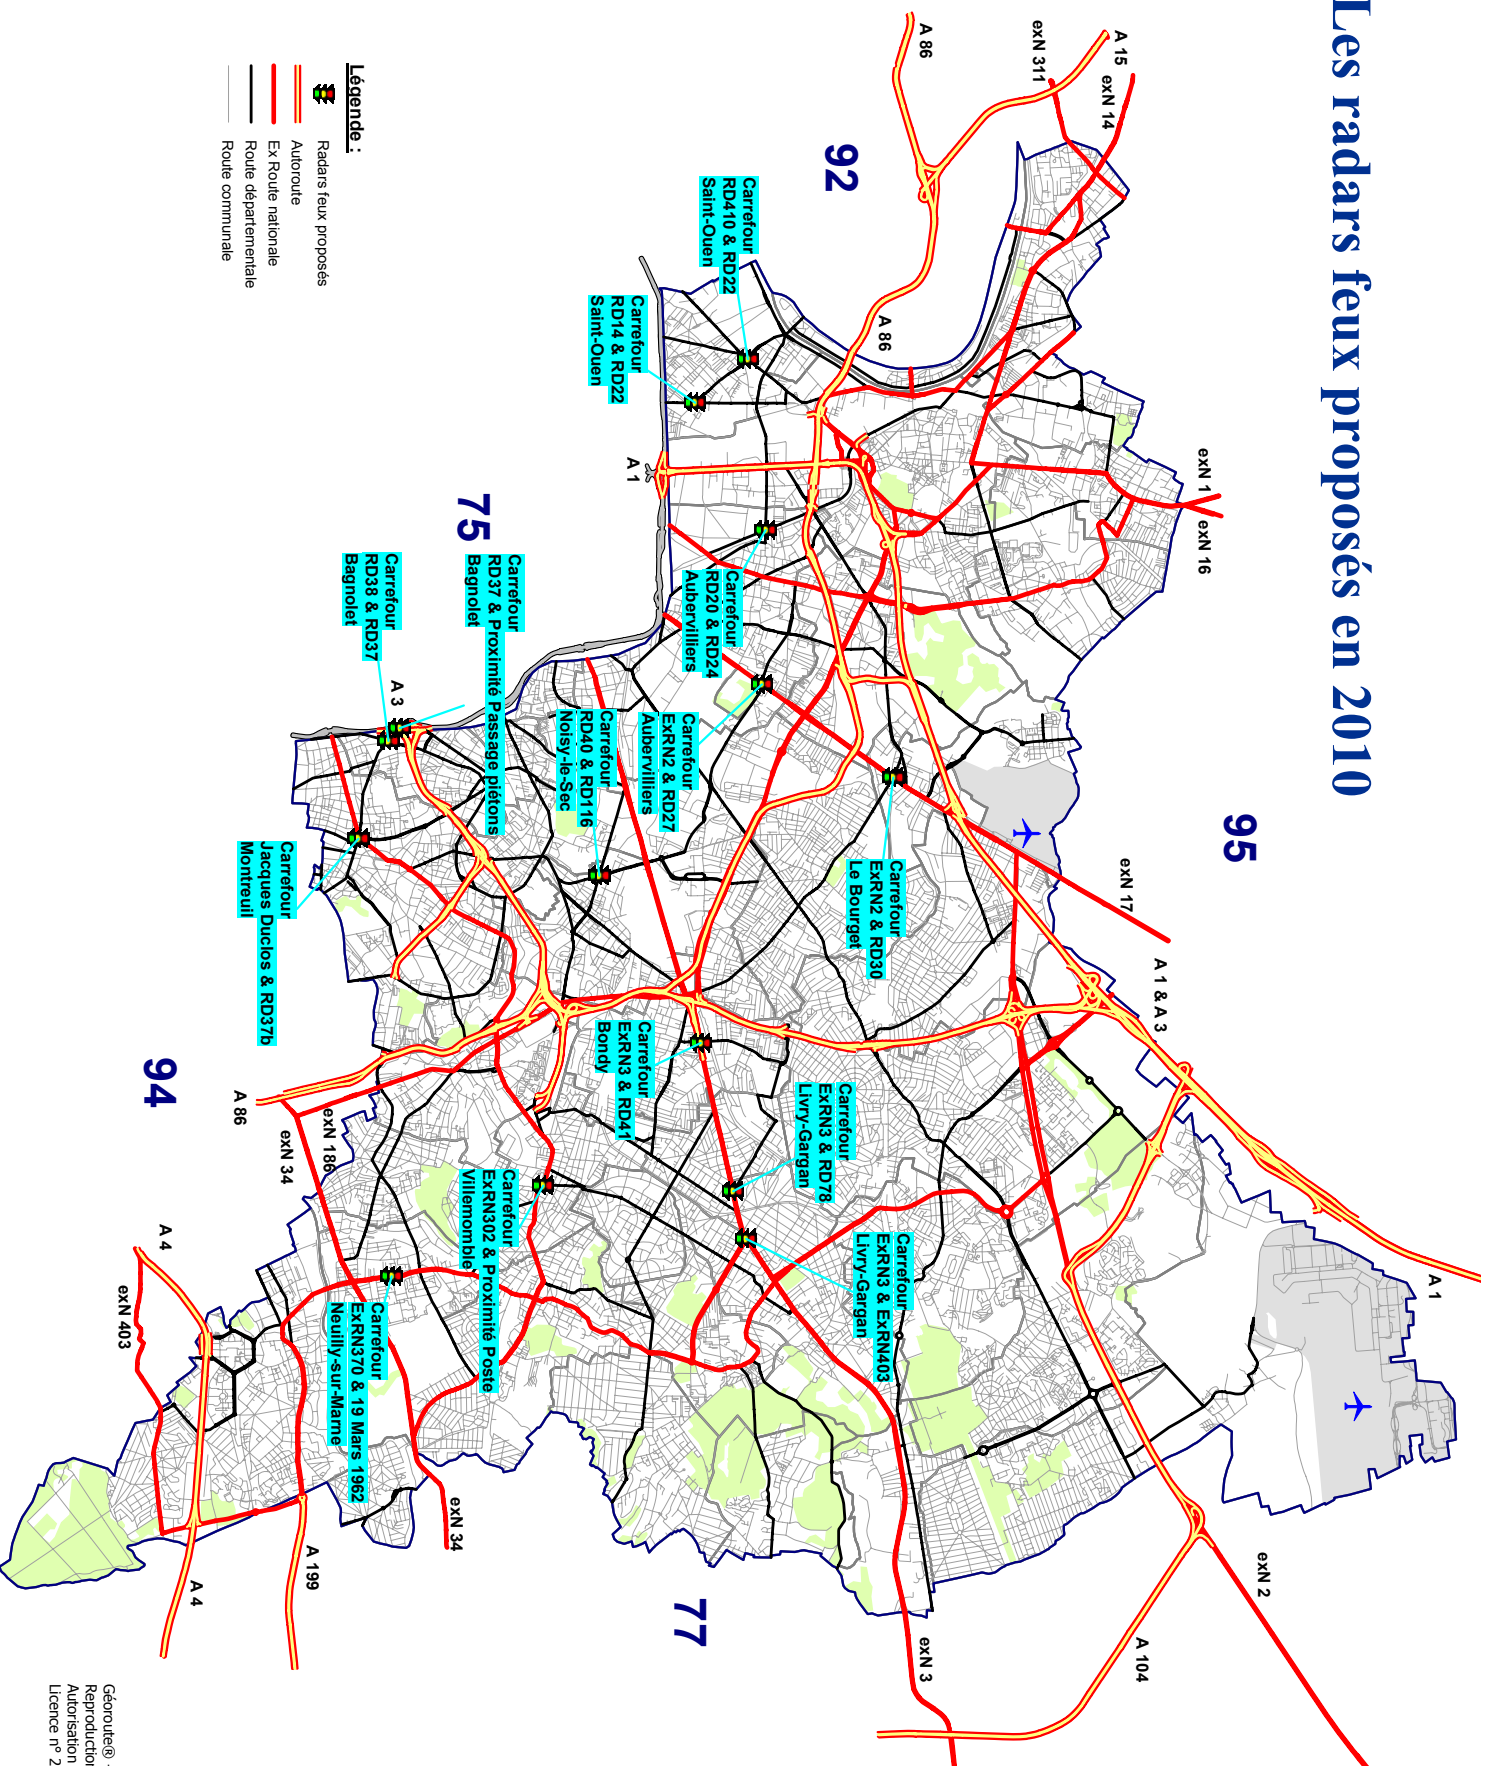 Les radars feux proposés en 2010
95
92
75
94
77
A 15
exN 14
exN 311
A 86
A 86
exN 1
exN 16
A 1
exN 17
A 1 & A 3
A 1
exN 2
A 104
exN 3
A 3
A 86
exN 186
exN 34
A 4
exN 403
exN 34
A 199
A 4
Carrefour
RD410 & RD22
Saint-Ouen
Carrefour
RD14 & RD22
Saint-Ouen
Carrefour
RD20 & RD24
Aubervilliers
Carrefour
ExRN2 & RD27
Aubervilliers
Carrefour
ExRN2 & RD30
Le Bourget
Carrefour
RD40 & RD116
Noisy-le-Sec
Carrefour
RD37 & Proximité Passage piétons
Bagnolet
Carrefour
RD38 & RD37
Bagnolet
Carrefour
Jacques Duclos & RD37b
Montreuil
Carrefour
ExRN3 & RD41
Bondy
Carrefour
ExRN3 & RD78
Livry-Gargan
Carrefour
ExRN3 & ExRN403
Livry-Gargan
Carrefour
ExRN302 & Proximité Poste
Villemomble
Carrefour
ExRN370 & 19 Mars 1962
Neuilly-sur-Marne
Légende :
Radars feux proposés
Autoroute
Ex Route nationale
Route départementale
Route communale
Géoroute®
Reproduction
Autorisation
Licence n° 2